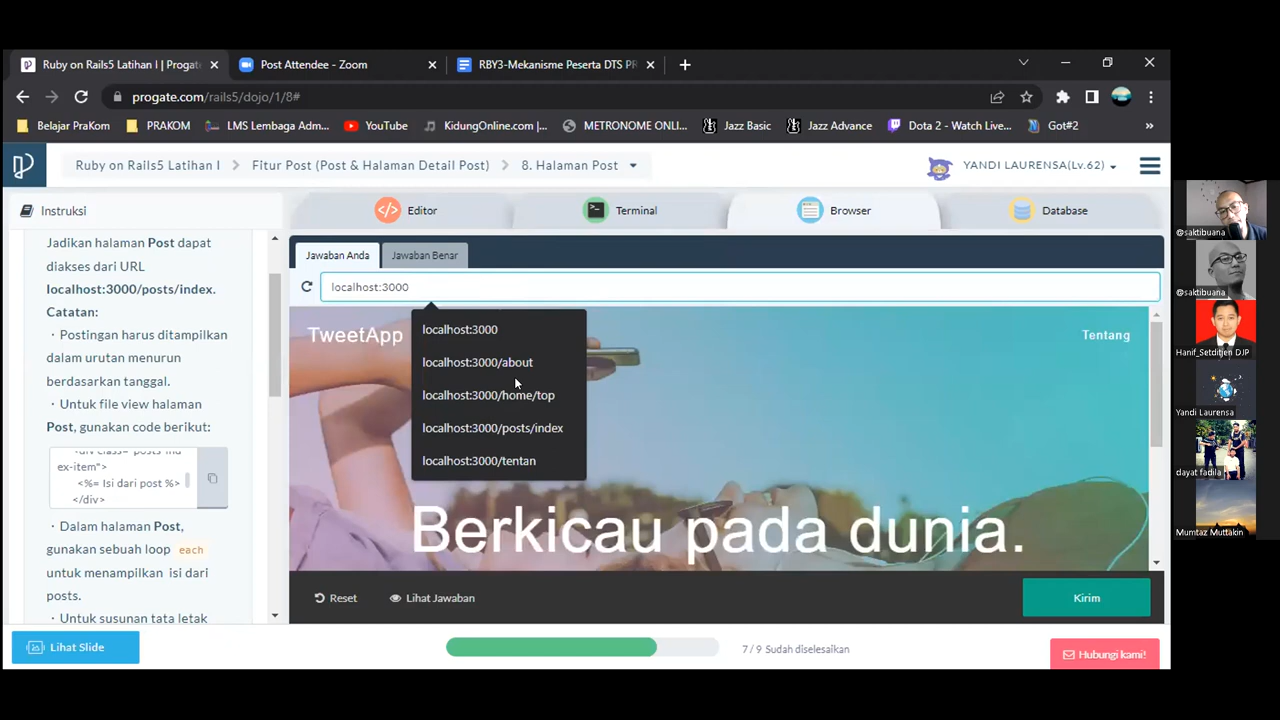 Ruby on Rails5 Latihan I | Progate
Post Attendee - Zoom
RBY3-Mekanisme Peserta DTS PR
progate.com/rails5/dojo/1/8#
Belajar PraKom
PRAKOM
LMS Lembaga Adm...
YouTube
KidungOnline.com |...
METRONOME ONLI...
Jazz Basic
Jazz Advance
Dota 2 - Watch Live...
Got#2
Ruby on Rails5 Latihan I
Fitur Post (Post & Halaman Detail Post)
8. Halaman Post
YANDI LAURENSA(Lv.62)
Instruksi
Editor
Terminal
Browser
Database
Jadikan halaman Post dapat
diakses dari URL
localhost:3000/posts/index.
Catatan:
· Postingan harus ditampilkan
dalam urutan menurun
berdasarkan tanggal.
· Untuk file view halaman
Post, gunakan code berikut:
<div class="posts-ind
ex-item">
<%= Isi dari post %>
</div>
· Dalam halaman Post,
gunakan sebuah loop each
untuk menampilkan isi dari
posts.
· Untuk susunan tata letak
Jawaban Anda
Jawaban Benar
localhost:3000
localhost:3000
localhost:3000/about
localhost:3000/home/top
localhost:3000/posts/index
localhost:3000/tentan
TweetApp
Tentang
Berkicau pada dunia.
Reset
Lihat Jawaban
Kirim
Lihat Slide
7 / 9 Sudah diselesaikan
Hubungi kami!
@saktibuana
@saktibuana
Hanif_Setditjen DJP
Yandi Laurensa
dayat fadila
Mumtaz Muttakin